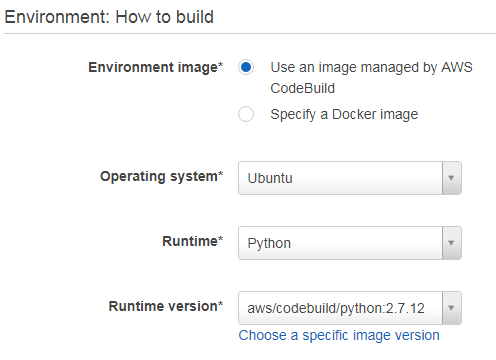 Environment: How to build
Environment image* Use an image managed by AWS
CodeBuild
Specify a Docker image
Operating system* Ubuntu
Runtime* Python
Runtime version* aws/codebuild/python:2.7.12
Choose a specific image version